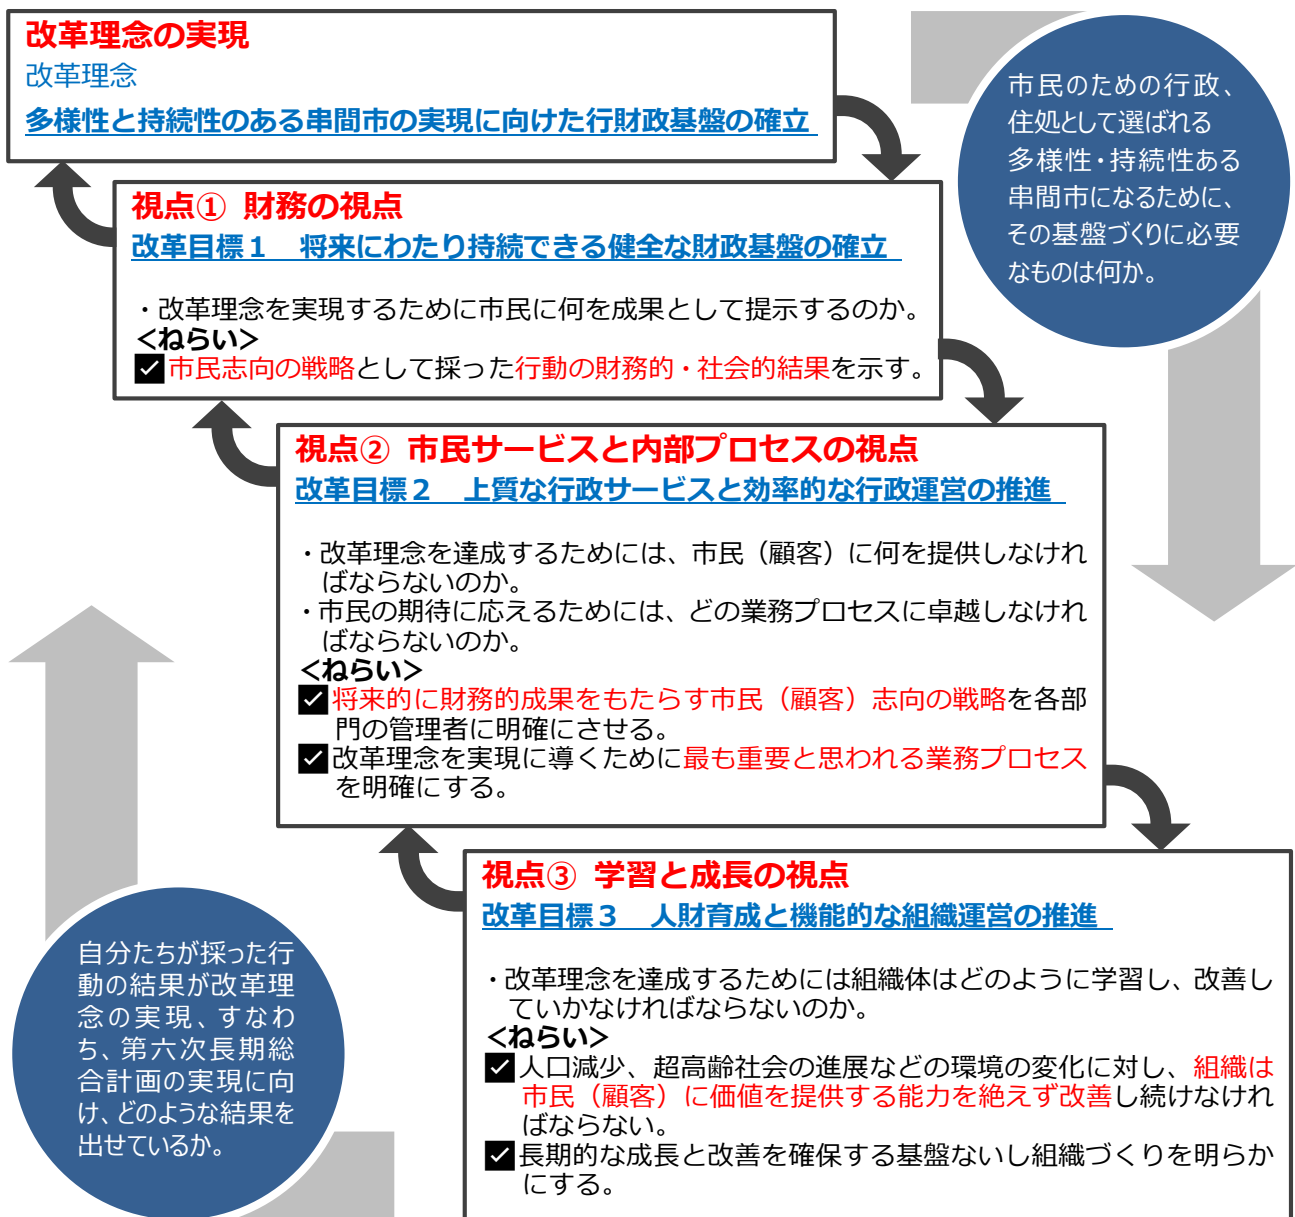 改革理念の実現
改革理念
多様性と持続性のある串間市の実現に向けた行財政基盤の確立
市民のための行政、
住処として選ばれる
多様性・持続性ある
串間市になるために、
その基盤づくりに必要
なものは何か。
視点① 財務の視点
改革目標１　将来にわたり持続できる健全な財政基盤の確立
・改革理念を実現するために市民に何を成果として提示するのか。
<ねらい>
☑市民志向の戦略として採った行動の財務的・社会的結果を示す。
視点② 市民サービスと内部プロセスの視点
改革目標２　上質な行政サービスと効率的な行政運営の推進
・改革理念を達成するためには、市民（顧客）に何を提供しなけれ
ばならないのか。
・市民の期待に応えるためには、どの業務プロセスに卓越しなけれ
ばならないのか。
<ねらい>
☑将来的に財務的成果をもたらす市民（顧客）志向の戦略を各部
門の管理者に明確にさせる。
☑改革理念を実現に導くために最も重要と思われる業務プロセス
を明確にする。
視点③ 学習と成長の視点
改革目標３　人財育成と機能的な組織運営の推進
・改革理念を達成するためには組織体はどのように学習し、改善し
ていかなければならないのか。
<ねらい>
☑人口減少、超高齢社会の進展などの環境の変化に対し、組織は
市民（顧客）に価値を提供する能力を絶えず改善し続けなけれ
ばならない。
☑長期的な成長と改善を確保する基盤ないし組織づくりを明らか
にする。
自分たちが採った行
動の結果が改革理
念の実現、すなわ
ち、第六次長期総
合計画の実現に向
け、どのような結果を
出せているか。